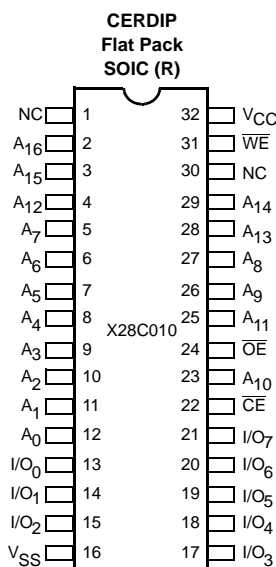 CERDIP
Flat Pack
SOIC (R)
NC 1 32 VCC
A16 2 31 W̅E̅
A15 3 30 NC
A12 4 29 A14
A7 5 28 A13
A6 6 27 A8
A5 7 26 A9
A4 8 25 A11
X28C010
A3 9 24 O̅E̅
A2 10 23 A10
A1 11 22 C̅E̅
A0 12 21 I/O7
I/O0 13 20 I/O6
I/O1 14 19 I/O5
I/O2 15 18 I/O4
VSS 16 17 I/O3